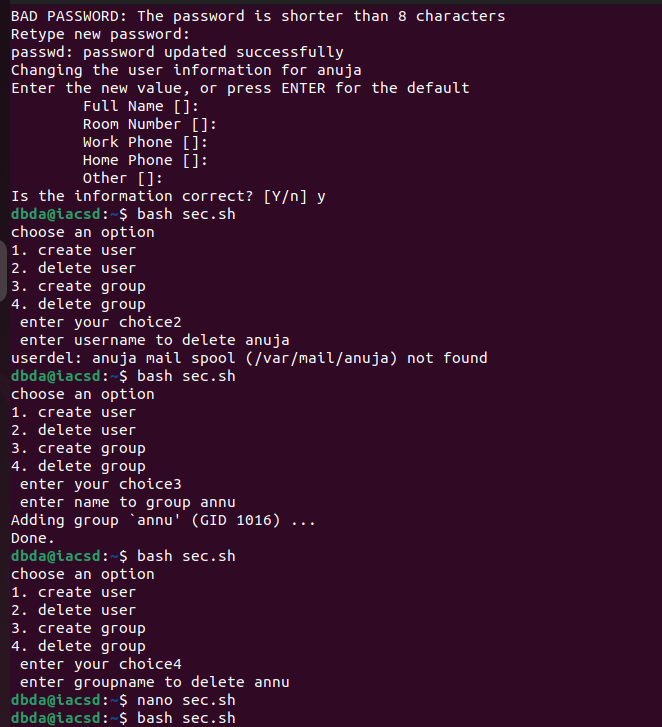 BAD PASSWORD: The password is shorter than 8 characters
Retype new password:
passwd: password updated successfully
Changing the user information for anuja
Enter the new value, or press ENTER for the default
        Full Name []:
        Room Number []:
        Work Phone []:
        Home Phone []:
        Other []:
Is the information correct? [Y/n] y
dbda@iacsd:~$ bash sec.sh
choose an option
1. create user
2. delete user
3. create group
4. delete group
 enter your choice2
 enter username to delete anuja
userdel: anuja mail spool (/var/mail/anuja) not found
dbda@iacsd:~$ bash sec.sh
choose an option
1. create user
2. delete user
3. create group
4. delete group
 enter your choice3
 enter name to group annu
Adding group `annu' (GID 1016) ...
Done.
dbda@iacsd:~$ bash sec.sh
choose an option
1. create user
2. delete user
3. create group
4. delete group
 enter your choice4
 enter groupname to delete annu
dbda@iacsd:~$ nano sec.sh
dbda@iacsd:~$ bash sec.sh